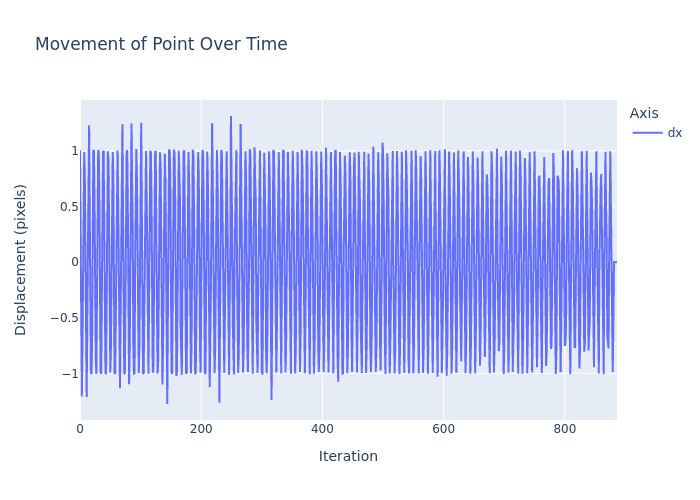 Movement of Point Over Time
Axis
dx
1
0.5
0
−0.5
−1
Displacement (pixels)
0 200 400 600 800
Iteration